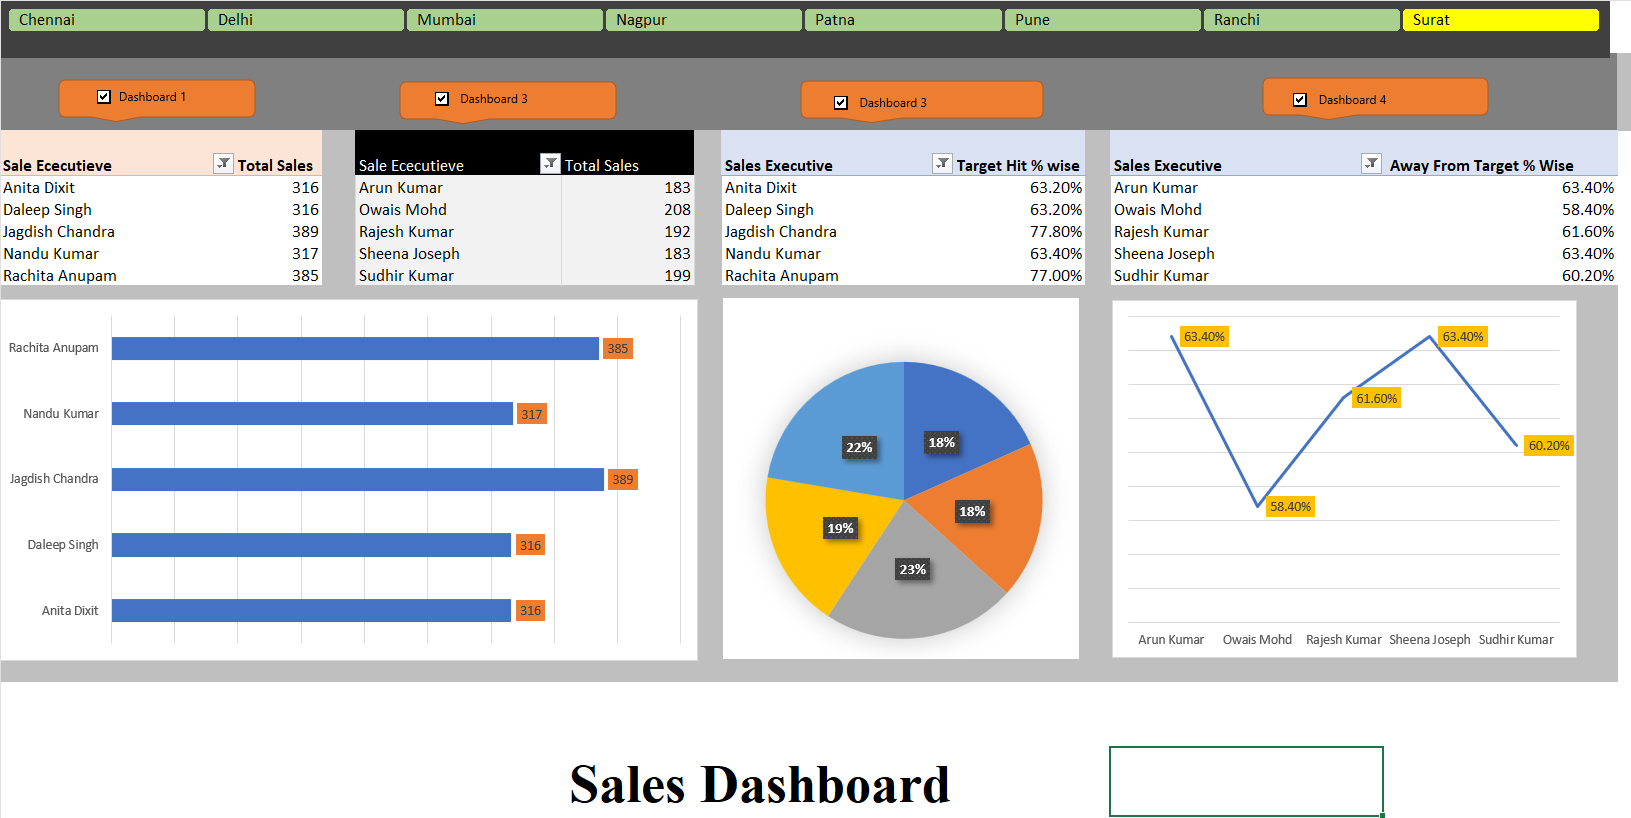 Chennai Delhi Mumbai Nagpur Patna Pune Ranchi Surat
Dashboard 1 Dashboard 3 Dashboard 3 Dashboard 4
Sale Ececutieve Total Sales
Anita Dixit 316
Daleep Singh 316
Jagdish Chandra 389
Nandu Kumar 317
Rachita Anupam 385
Sale Ececutieve Total Sales
Arun Kumar 183
Owais Mohd 208
Rajesh Kumar 192
Sheena Joseph 183
Sudhir Kumar 199
Sales Executive Target Hit % wise
Anita Dixit 63.20%
Daleep Singh 63.20%
Jagdish Chandra 77.80%
Nandu Kumar 63.40%
Rachita Anupam 77.00%
Sales Executive Away From Target % Wise
Arun Kumar 63.40%
Owais Mohd 58.40%
Rajesh Kumar 61.60%
Sheena Joseph 63.40%
Sudhir Kumar 60.20%
Rachita Anupam 385
Nandu Kumar 317
Jagdish Chandra 389
Daleep Singh 316
Anita Dixit 316
22% 18%
18%
19%
23%
63.40% 63.40%
61.60%
60.20%
58.40%
Arun Kumar Owais Mohd Rajesh Kumar Sheena Joseph Sudhir Kumar
Sales Dashboard